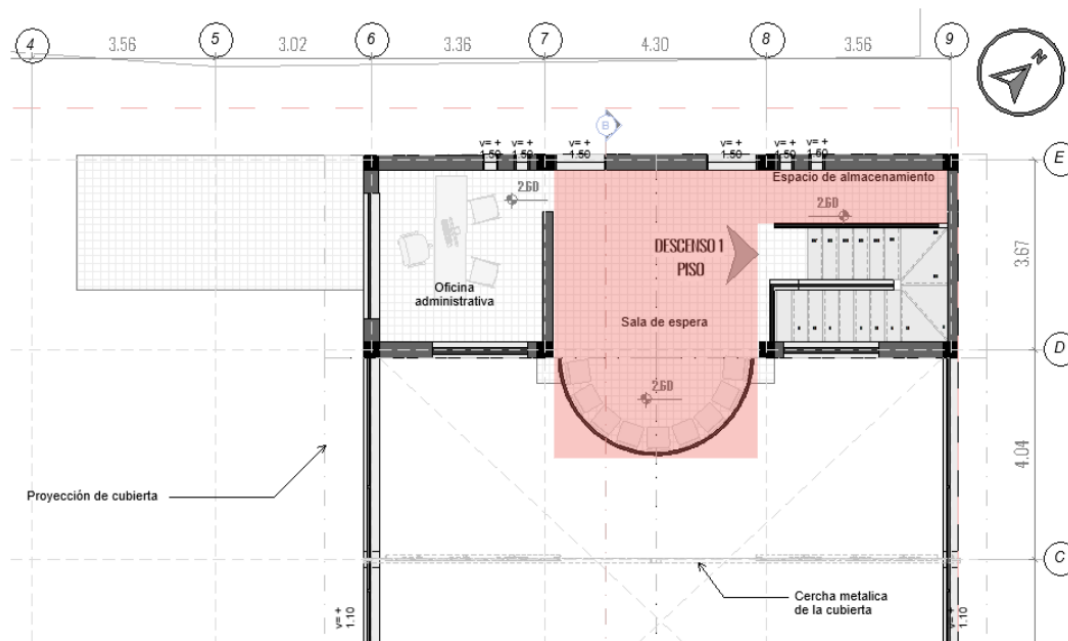 4
3.56
5
3.02
6
3.36
7
4.30
8
3.56
9
N
B
v= +
1.50
v= +
1.50
v= +
1.50
v= +
1.50
v= +
1.50
v= +
1.50
E
Espacio de almacenamiento
2.60
2.60
DESCENSO 1
PISO
3.67
Oficina
administrativa
Sala de espera
D
2.60
4.04
Proyección de cubierta
C
Cercha metalica
de la cubierta
v= +
1.10
v= +
1.10